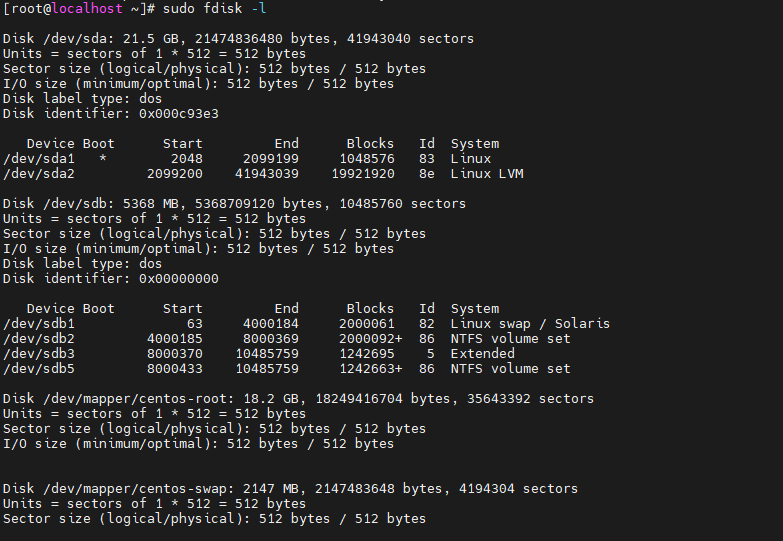 [root@localhost ~]# sudo fdisk -l
Disk /dev/sda: 21.5 GB, 21474836480 bytes, 41943040 sectors
Units = sectors of 1 * 512 = 512 bytes
Sector size (logical/physical): 512 bytes / 512 bytes
I/O size (minimum/optimal): 512 bytes / 512 bytes
Disk label type: dos
Disk identifier: 0x000c93e3
   Device Boot      Start         End      Blocks   Id  System
/dev/sda1   *        2048     2099199     1048576   83  Linux
/dev/sda2         2099200    41943039    19921920   8e  Linux LVM
Disk /dev/sdb: 5368 MB, 5368709120 bytes, 10485760 sectors
Units = sectors of 1 * 512 = 512 bytes
Sector size (logical/physical): 512 bytes / 512 bytes
I/O size (minimum/optimal): 512 bytes / 512 bytes
Disk label type: dos
Disk identifier: 0x00000000
   Device Boot      Start         End      Blocks   Id  System
/dev/sdb1              63     4000184     2000061   82  Linux swap / Solaris
/dev/sdb2         4000185     8000369     2000092+  86  NTFS volume set
/dev/sdb3         8000370    10485759     1242695    5  Extended
/dev/sdb5         8000433    10485759     1242663+  86  NTFS volume set
Disk /dev/mapper/centos-root: 18.2 GB, 18249416704 bytes, 35643392 sectors
Units = sectors of 1 * 512 = 512 bytes
Sector size (logical/physical): 512 bytes / 512 bytes
I/O size (minimum/optimal): 512 bytes / 512 bytes
Disk /dev/mapper/centos-swap: 2147 MB, 2147483648 bytes, 4194304 sectors
Units = sectors of 1 * 512 = 512 bytes
Sector size (logical/physical): 512 bytes / 512 bytes